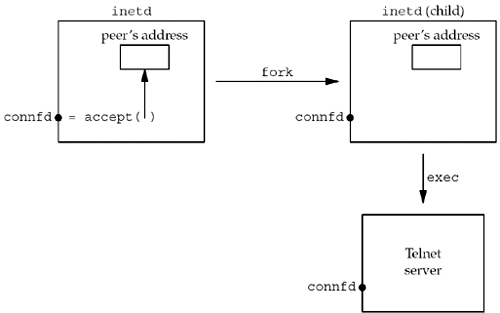 inetd
peer's address
connfd = accept( )
fork
inetd (child)
peer's address
connfd
exec
Telnet
server
connfd